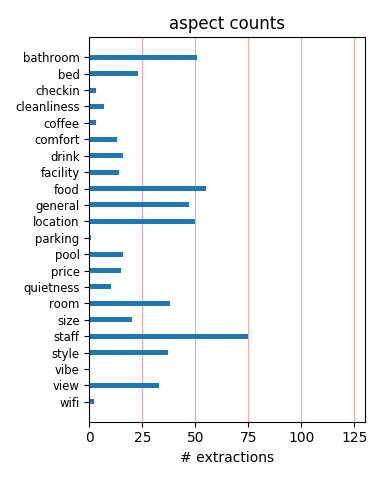 aspect counts
bathroom
bed
checkin
cleanliness
coffee
comfort
drink
facility
food
general
location
parking
pool
price
quietness
room
size
staff
style
vibe
view
wifi
0 25 50 75 100 125
# extractions